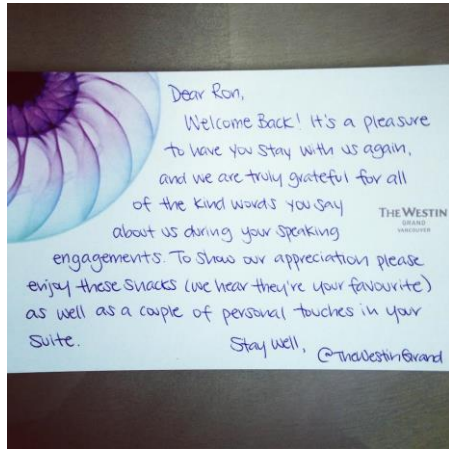 Dear Ron,
Welcome Back! It's a pleasure
to have you stay with us again,
and we are truly grateful for all
of the kind words you say
about us during your speaking
engagements. To show our appreciation please
enjoy these snacks (we hear they're your favourite)
as well as a couple of personal touches in your
suite.
Stay Well,
@TheWestinGrand
THE WESTIN
GRAND
VANCOUVER